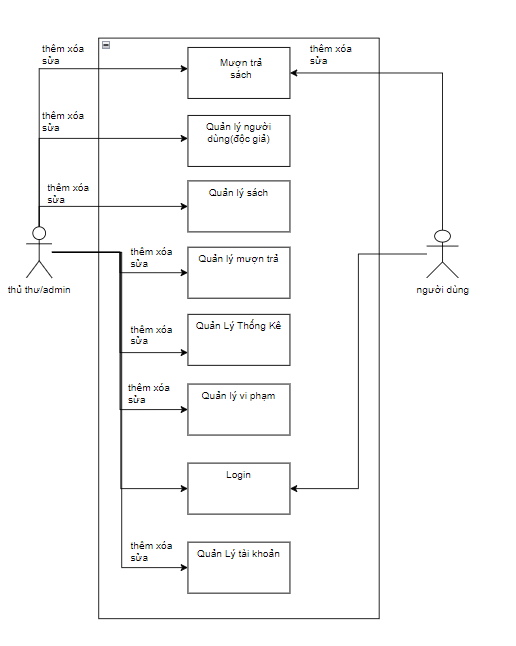 thêm xóa
sửa
Mượn trả
sách
thêm xóa
sửa
thêm xóa
sửa
Quản lý người
dùng(độc giả)
thêm xóa
sửa
Quản lý sách
thêm xóa
sửa
Quản lý mượn trả
thủ thư/admin
người dùng
thêm xóa
sửa
Quản Lý Thống Kê
thêm xóa
sửa
Quản lý vi phạm
Login
thêm xóa
sửa
Quản Lý tài khoản